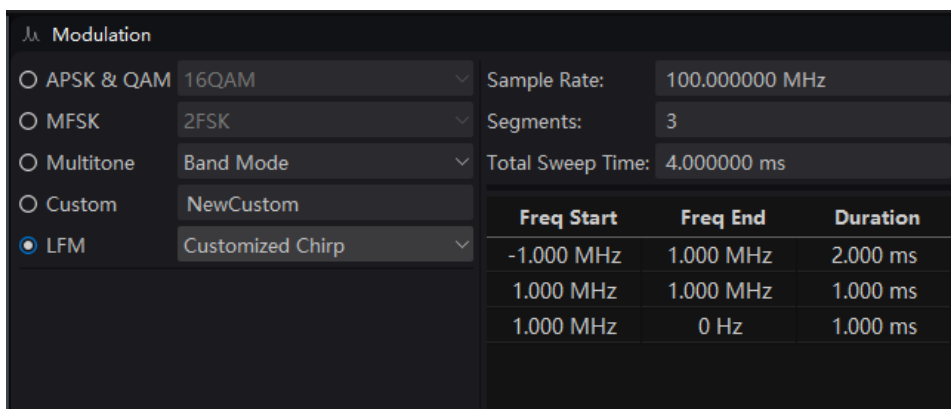 Modulation
APSK & QAM 16QAM
MFSK 2FSK
Multitone Band Mode
Custom NewCustom
LFM Customized Chirp
Sample Rate: 100.000000 MHz
Segments: 3
Total Sweep Time: 4.000000 ms
Freq Start Freq End Duration
-1.000 MHz 1.000 MHz 2.000 ms
1.000 MHz 1.000 MHz 1.000 ms
1.000 MHz 0 Hz 1.000 ms